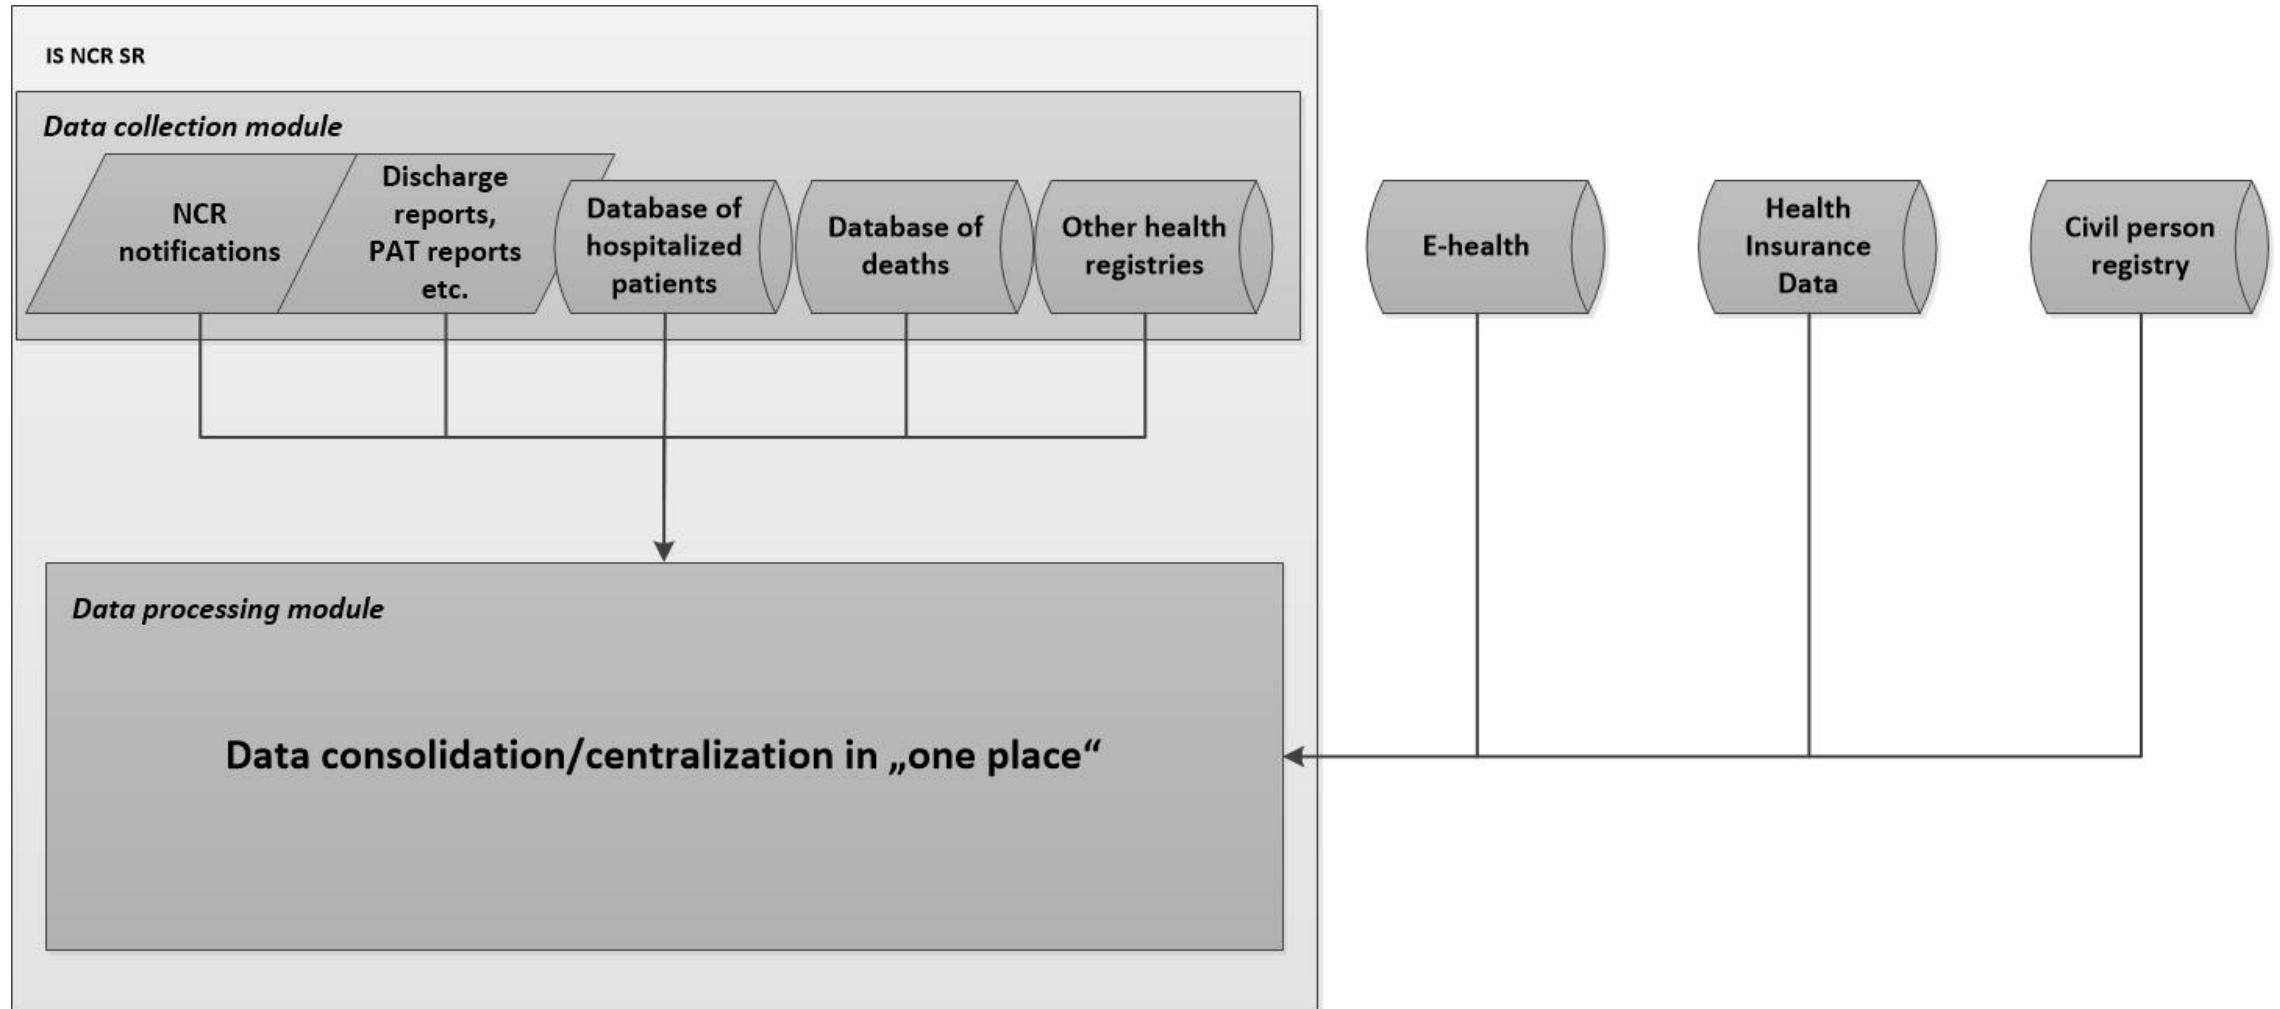 IS NCR SR
Data collection module
NCR
notifications
Discharge
reports,
PAT reports
etc.
Database of
hospitalized
patients
Database of
deaths
Other health
registries
E-health
Health
Insurance
Data
Civil person
registry
Data processing module
Data consolidation/centralization in „one place“